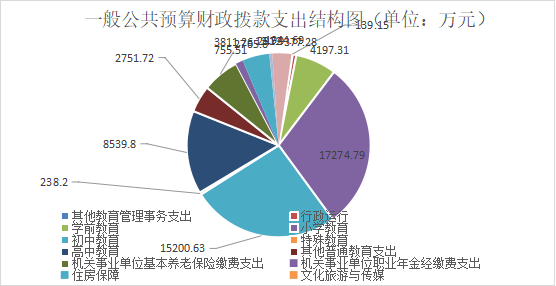 一般公共预算财政拨款支出结构图（单位：万元）
139.15
4197.31
2751.72
755.51
17274.79
8539.8
238.2
15200.63
其他教育管理事务支出
行政运行
学前教育
小学教育
初中教育
特殊教育
高中教育
其他普通教育支出
机关事业单位基本养老保险缴费支出
机关事业单位职业年金经缴费支出
住房保障
文化旅游与传媒